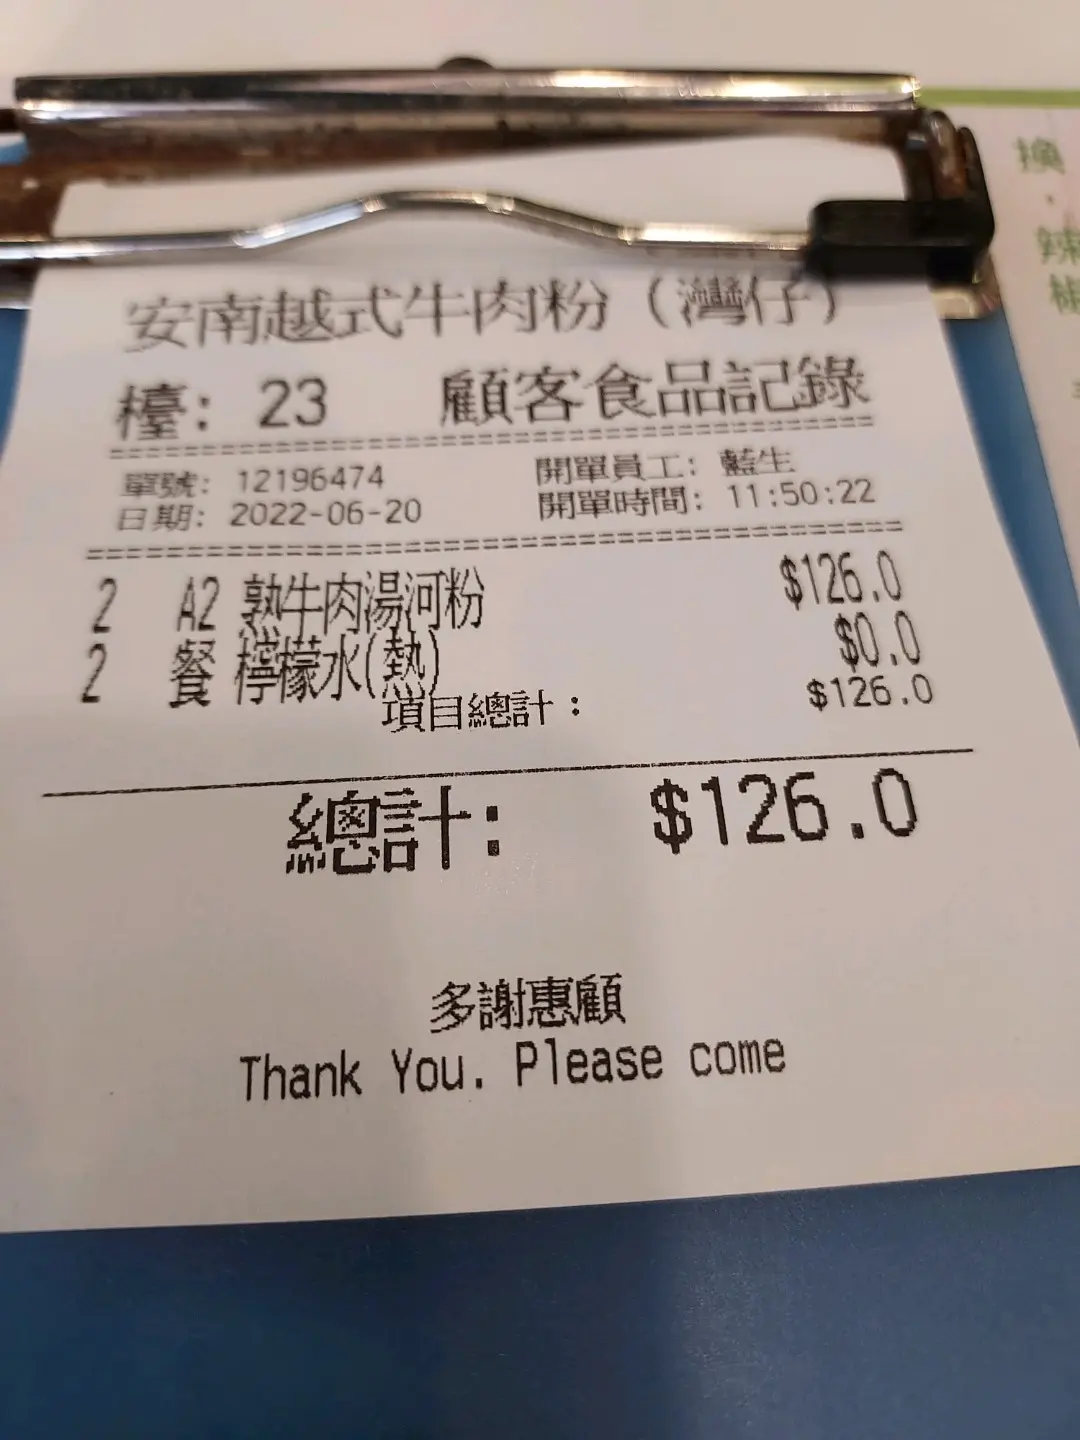 安南越式牛肉粉（灣仔）
檯: 23 顧客食品記錄
單號: 12196474 開單員工: 藍生
日期: 2022-06-20 開單時間: 11:50:22
2 A2 熟牛肉湯河粉 $126.0
2 餐 檸檬水(熱) $0.0
項目總計： $126.0
總計: $126.0
多謝惠顧
Thank You. Please come
換
辣